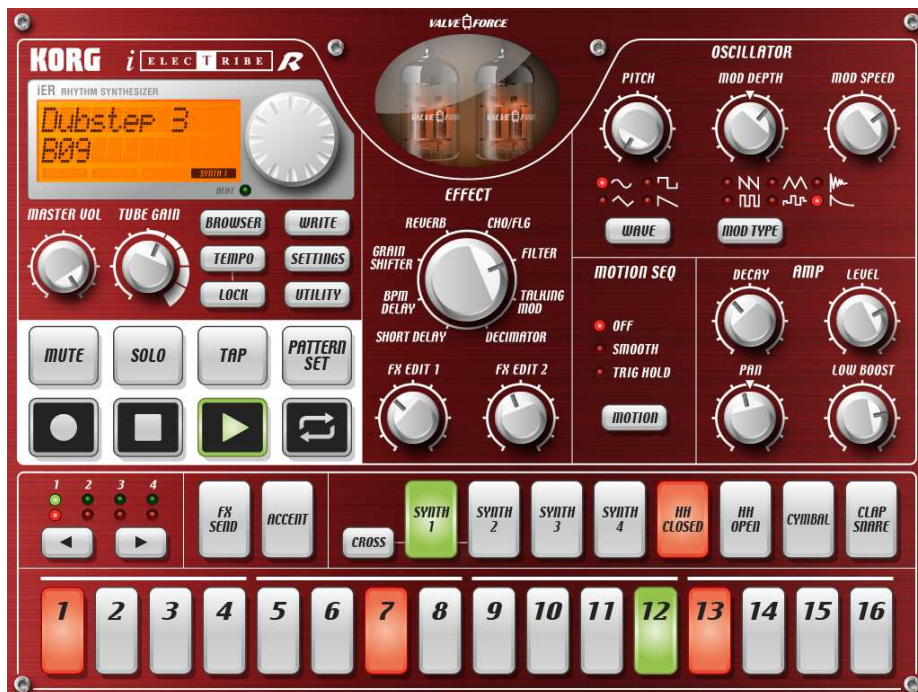 VALVE FORCE
KORG i ELECTRIBE R
iER RHYTHM SYNTHESIZER
Dubstep 3
B09
SYNTH 1
BEAT
MASTER VOL
TUBE GAIN
BROWSER
WRITE
TEMPO
SETTINGS
LOCK
UTILITY
MUTE
SOLO
TAP
PATTERN
SET
VALVE FORCE
VALVE FORCE
EFFECT
REVERB
CHO/FLG
GRAIN
SHIFTER
FILTER
BPM
DELAY
TALKING
MOD
SHORT DELAY
DECIMATOR
FX EDIT 1
FX EDIT 2
OSCILLATOR
PITCH
MOD DEPTH
MOD SPEED
WAVE
MOD TYPE
MOTION SEQ
OFF
SMOOTH
TRIG HOLD
MOTION
AMP
DECAY
LEVEL
PAN
LOW BOOST
1 2 3 4
FX
SEND
ACCENT
CROSS
SYNTH
1
SYNTH
2
SYNTH
3
SYNTH
4
HH
CLOSED
HH
OPEN
CYMBAL
CLAP
SNARE
1 2 3 4 5 6 7 8 9 10 11 12 13 14 15 16